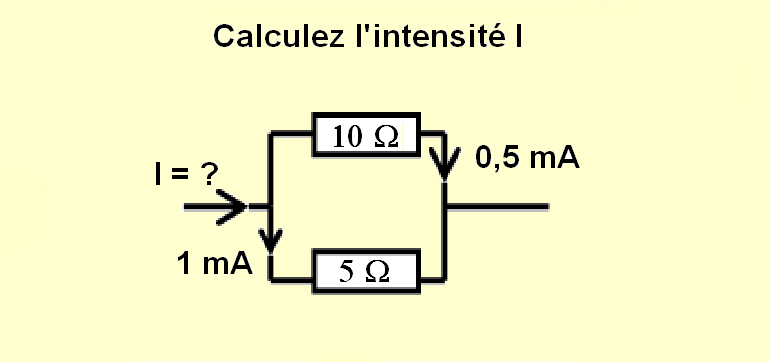 Calculez l'intensité I
10 Ω
I = ?
0,5 mA
1 mA
5 Ω